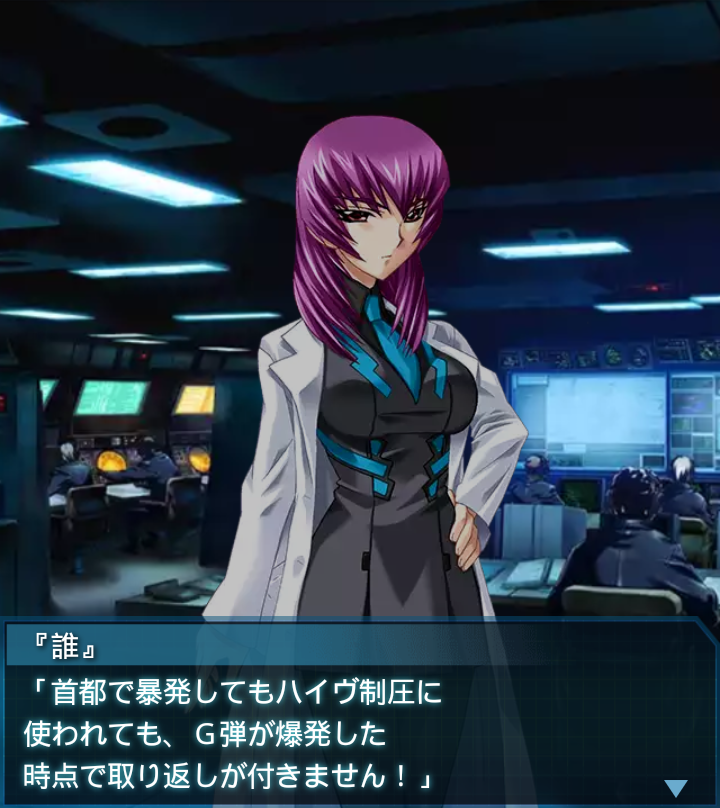 『誰』
「首都で暴発してもハイヴ制圧に
使われても、Ｇ弾が爆発した
時点で取り返しが付きません！」